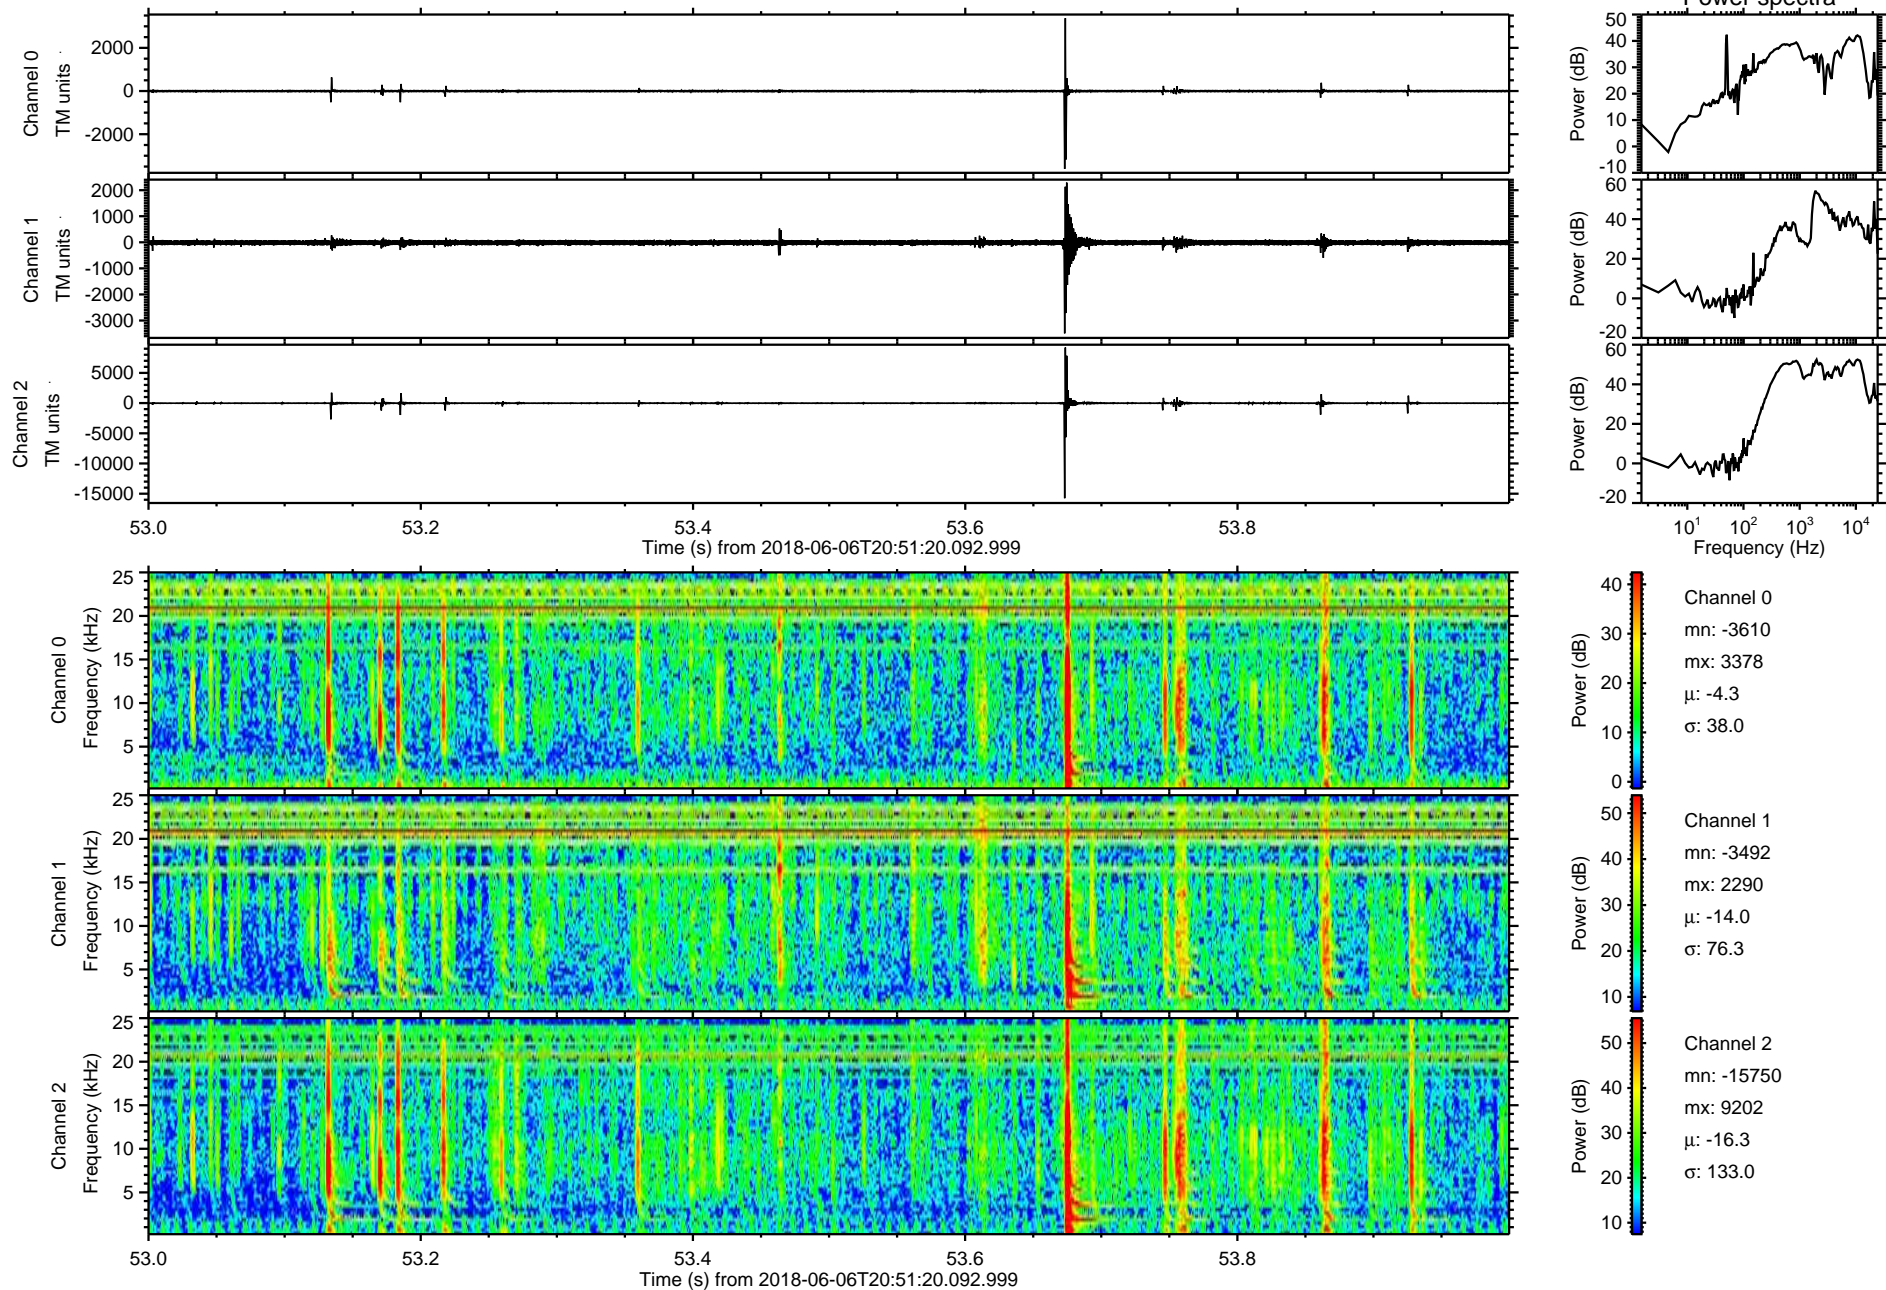 Power spectra
Channel 0
TM units
2000
0
-2000
Power (dB)
50
40
30
20
10
0
-10
Channel 1
TM units
2000
1000
0
-1000
-2000
-3000
Power (dB)
60
40
20
0
-20
Channel 2
TM units
5000
0
-5000
-10000
-15000
Power (dB)
60
40
20
0
-20
53.0 53.2 53.4 53.6 53.8
Time (s) from 2018-06-06T20:51:20.092.999
10^1 10^2 10^3 10^4
Frequency (Hz)
Channel 0
Frequency (kHz)
25
20
15
10
5
Power (dB)
40
30
20
10
0
Channel 0
mn: -3610
mx: 3378
μ: -4.3
σ: 38.0
Channel 1
Frequency (kHz)
25
20
15
10
5
Power (dB)
50
40
30
20
10
Channel 1
mn: -3492
mx: 2290
μ: -14.0
σ: 76.3
Channel 2
Frequency (kHz)
25
20
15
10
5
Power (dB)
50
40
30
20
10
Channel 2
mn: -15750
mx: 9202
μ: -16.3
σ: 133.0
53.0 53.2 53.4 53.6 53.8
Time (s) from 2018-06-06T20:51:20.092.999